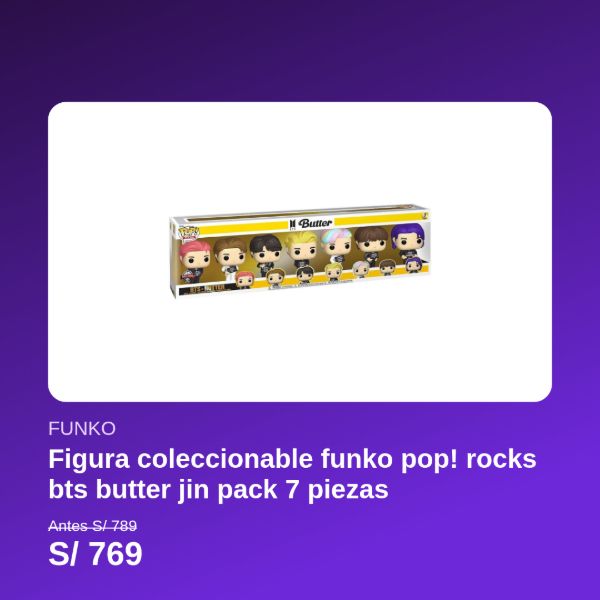 Butter
FUNKO
Figura coleccionable funko pop! rocks
bts butter jin pack 7 piezas
Antes S/ 789
S/ 769